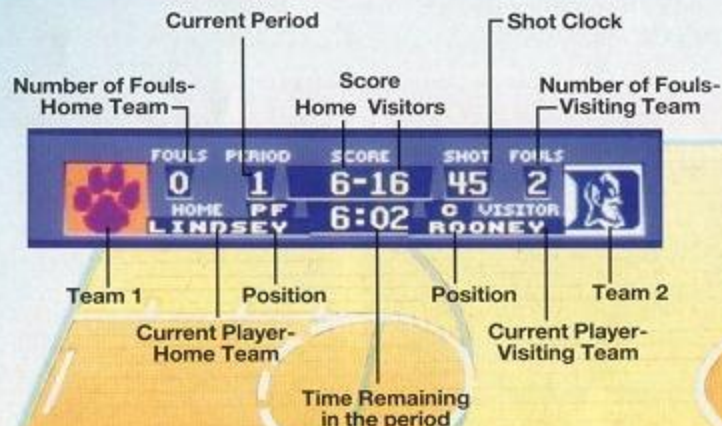 Current Period
Shot Clock
Number of Fouls-
Home Team
Score
Home Visitors
Number of Fouls-
Visiting Team
FOULS PERIOD SCORE SHOT FOULS
0 1 6-16 45 2
HOME PF 6:02 C VISITOR
LINDSEY ROONEY
Team 1
Position
Position
Team 2
Current Player-
Home Team
Current Player-
Visiting Team
Time Remaining
in the period